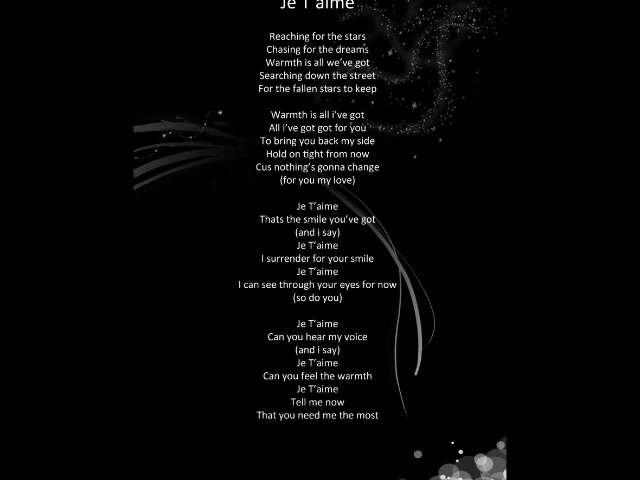 Je T'aime
Reaching for the stars
Chasing for the dreams
Warmth is all we've got
Searching down the street
For the fallen stars to keep
Warmth is all i've got
All i've got got for you
To bring you back my side
Hold on tight from now
Cus nothing's gonna change
(for you my love)
Je T'aime
Thats the smile you've got
(and i say)
Je T'aime
I surrender for your smile
Je T'aime
I can see through your eyes for now
(so do you)
Je T'aime
Can you hear my voice
(and i say)
Je T'aime
Can you feel the warmth
Je T'aime
Tell me now
That you need me the most